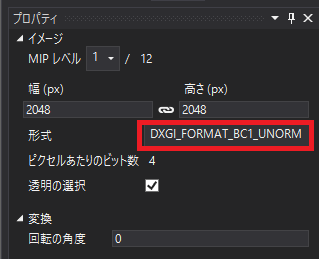 プロパティ
イメージ
MIP レベル 1 / 12
幅 (px) 高さ (px)
2048 2048
形式 DXGI_FORMAT_BC1_UNORM
ピクセルあたりのビット数 4
透明の選択
変換
回転の角度 0